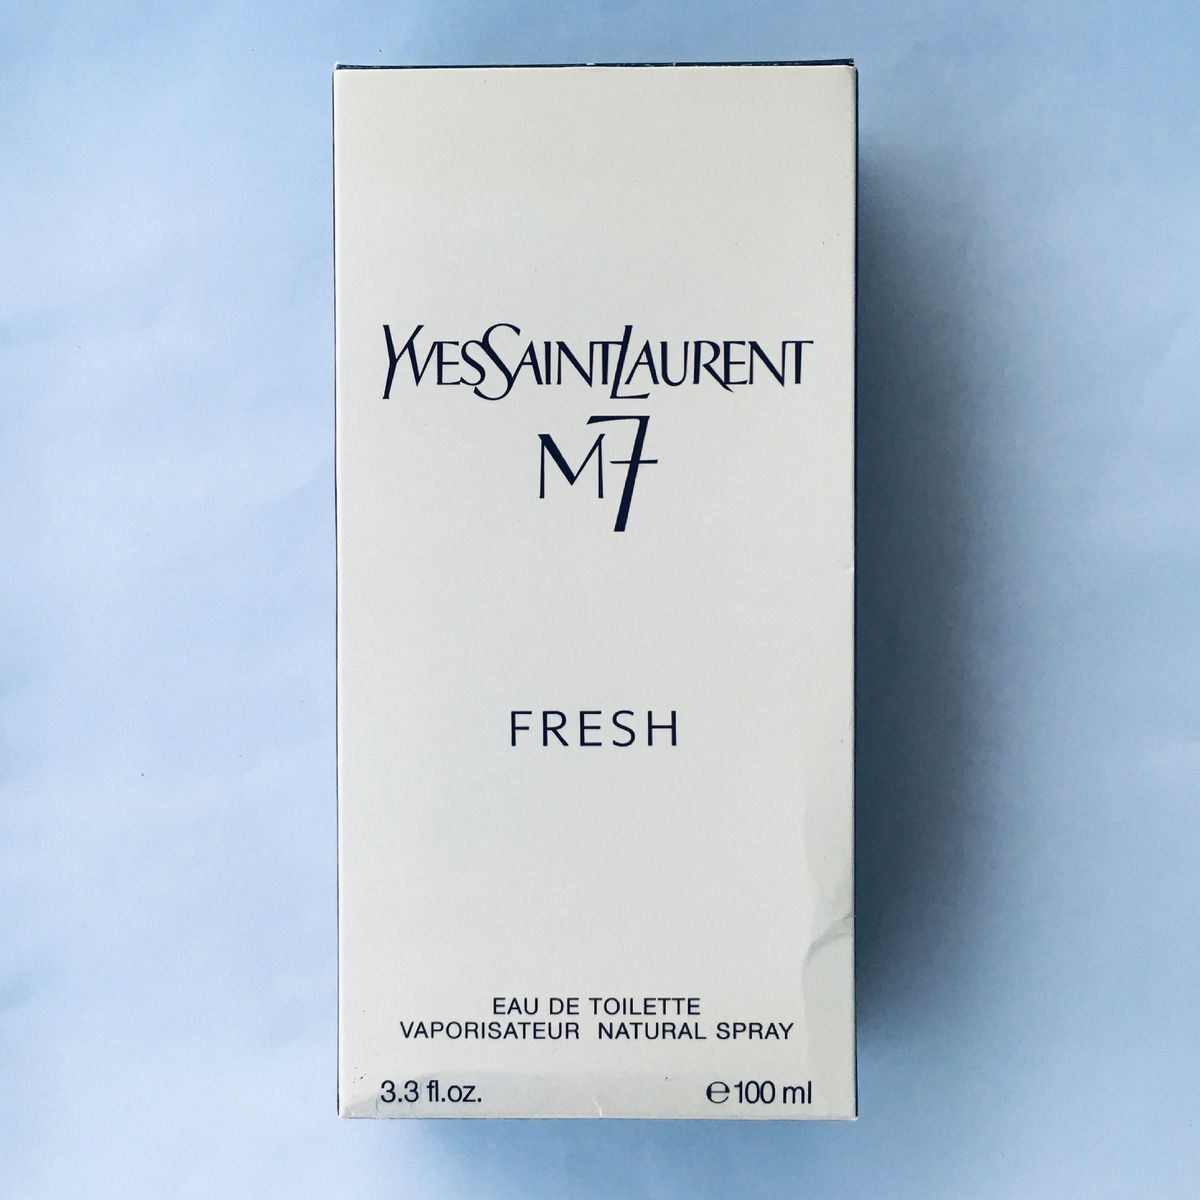 YVESSAINTLAURENT
M7
FRESH
EAU DE TOILETTE
VAPORISATEUR NATURAL SPRAY
3.3 fl.oz. ℮100 ml